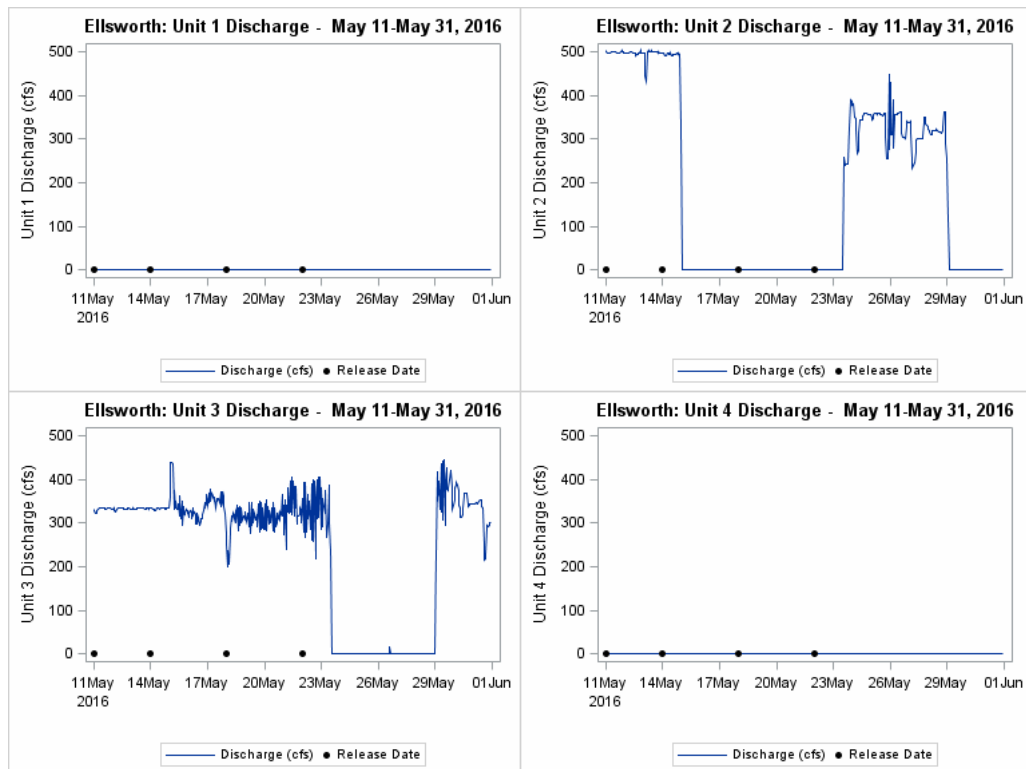 Ellsworth: Unit 1 Discharge - May 11-May 31, 2016
Unit 1 Discharge (cfs)
500
400
300
200
100
0
11May 14May 17May 20May 23May 26May 29May 01Jun
2016
Discharge (cfs) Release Date
Ellsworth: Unit 2 Discharge - May 11-May 31, 2016
Unit 2 Discharge (cfs)
500
400
300
200
100
0
11May 14May 17May 20May 23May 26May 29May 01Jun
2016
Discharge (cfs) Release Date
Ellsworth: Unit 3 Discharge - May 11-May 31, 2016
Unit 3 Discharge (cfs)
500
400
300
200
100
0
11May 14May 17May 20May 23May 26May 29May 01Jun
2016
Discharge (cfs) Release Date
Ellsworth: Unit 4 Discharge - May 11-May 31, 2016
Unit 4 Discharge (cfs)
500
400
300
200
100
0
11May 14May 17May 20May 23May 26May 29May 01Jun
2016
Discharge (cfs) Release Date